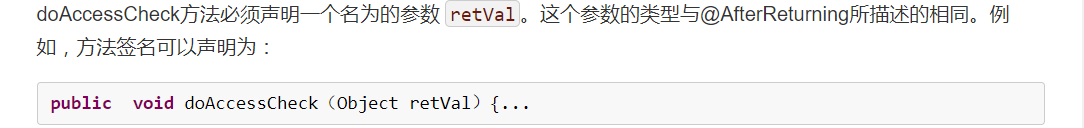 doAccessCheck方法必须声明一个名为的参数 retVal。这个参数的类型与@AfterReturning所描述的相同。例
如，方法签名可以声明为：
public  void doAccessCheck（Object retVal）{...